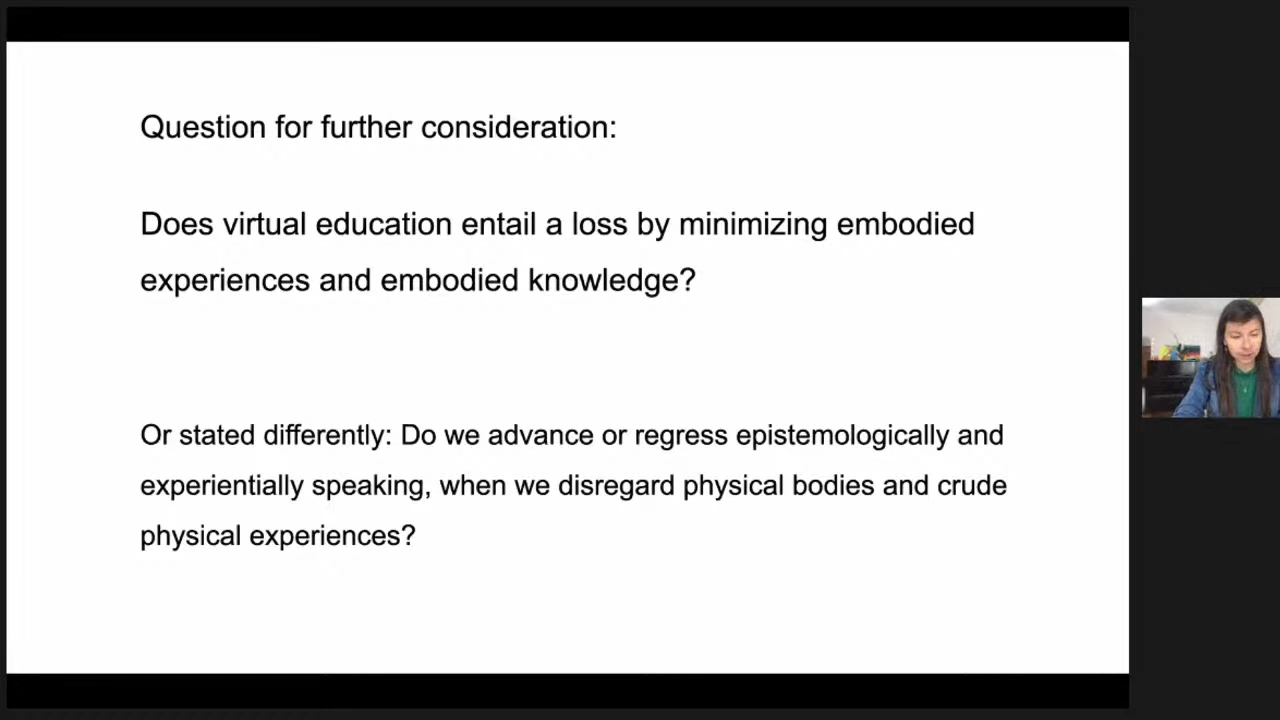 Question for further consideration:
Does virtual education entail a loss by minimizing embodied
experiences and embodied knowledge?
Or stated differently: Do we advance or regress epistemologically and
experientially speaking, when we disregard physical bodies and crude
physical experiences?